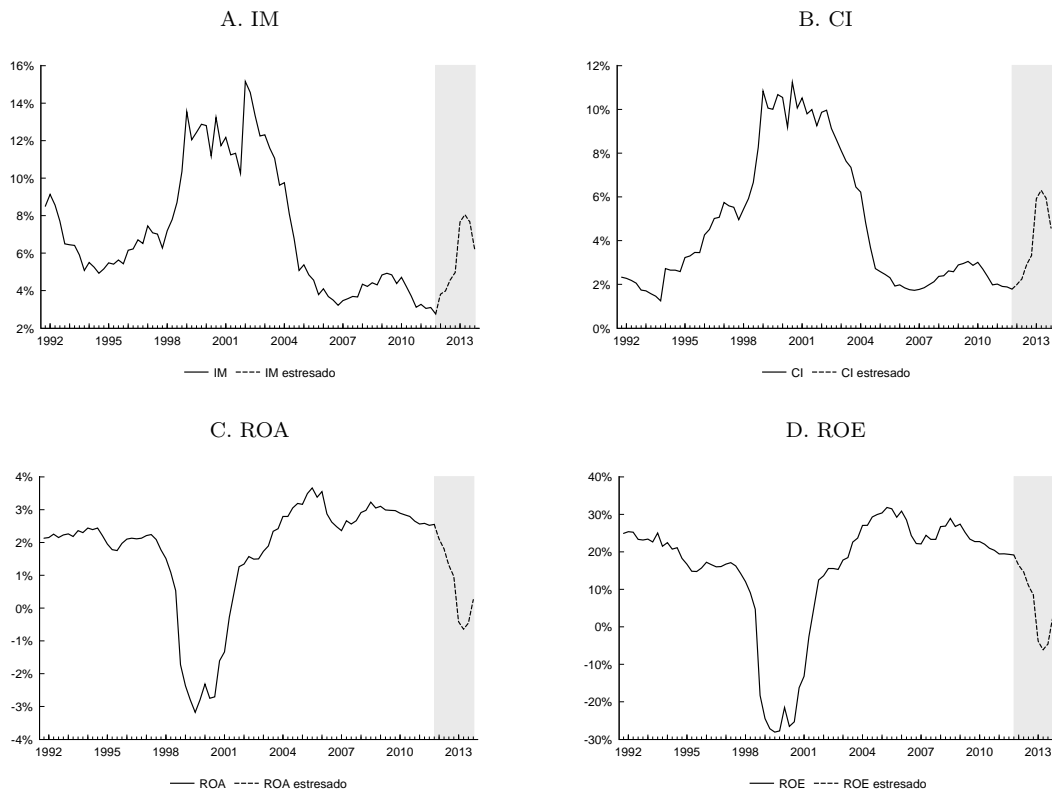 A. IM
16%
14%
12%
10%
8%
6%
4%
2%
1992 1995 1998 2001 2004 2007 2010 2013
IM IM estresado
B. CI
12%
10%
8%
6%
4%
2%
0%
1992 1995 1998 2001 2004 2007 2010 2013
CI CI estresado
C. ROA
4%
3%
2%
1%
0%
-1%
-2%
-3%
-4%
1992 1995 1998 2001 2004 2007 2010 2013
ROA ROA estresado
D. ROE
40%
30%
20%
10%
0%
-10%
-20%
-30%
1992 1995 1998 2001 2004 2007 2010 2013
ROE ROE estresado